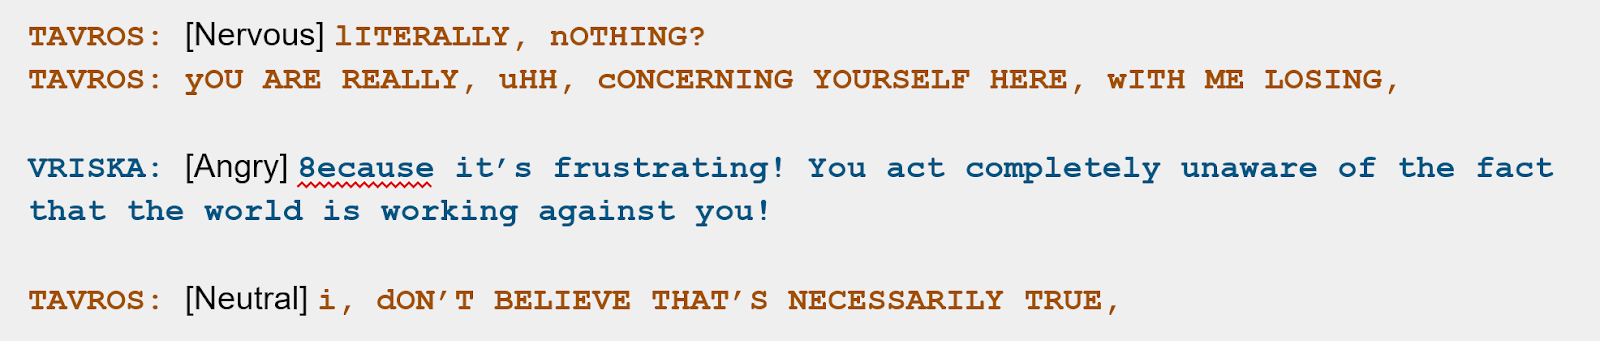 TAVROS: [Nervous] lITERALLY, nOTHING?
TAVROS: yOU ARE REALLY, uHH, cONCERNING YOURSELF HERE, wITH ME LOSING,
VRISKA: [Angry] 8ecause it’s frustrating! You act completely unaware of the fact
that the world is working against you!
TAVROS: [Neutral] i, dON’T BELIEVE THAT’S NECESSARILY TRUE,